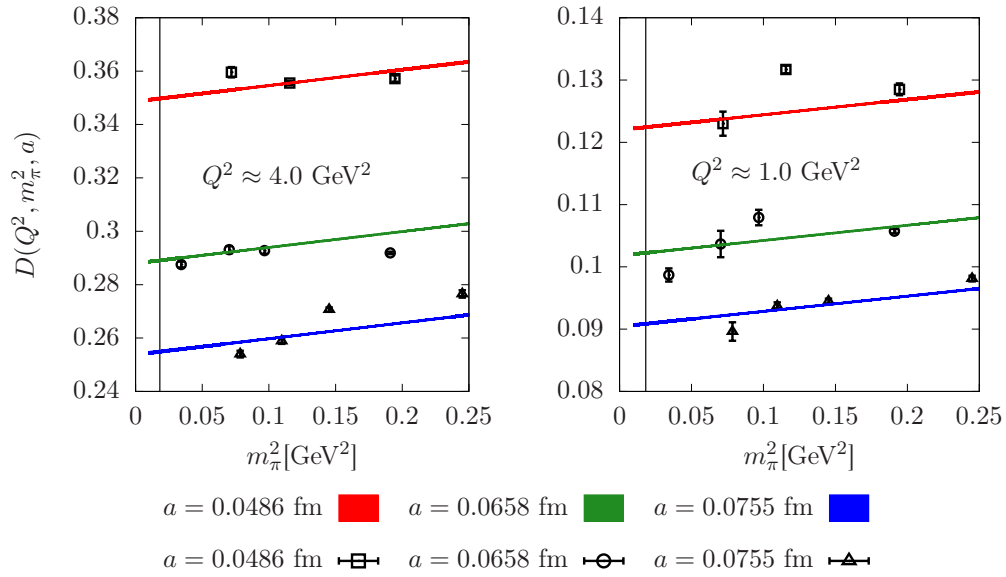 D(Q², m²_π, a)
0.38
0.36
0.34
0.32
0.3
0.28
0.26
0.24
Q² ≈ 4.0 GeV²
0 0.05 0.1 0.15 0.2 0.25
m²_π[GeV²]
0.14
0.13
0.12
0.11
0.1
0.09
0.08
Q² ≈ 1.0 GeV²
0 0.05 0.1 0.15 0.2 0.25
m²_π[GeV²]
a = 0.0486 fm a = 0.0658 fm a = 0.0755 fm
a = 0.0486 fm a = 0.0658 fm a = 0.0755 fm